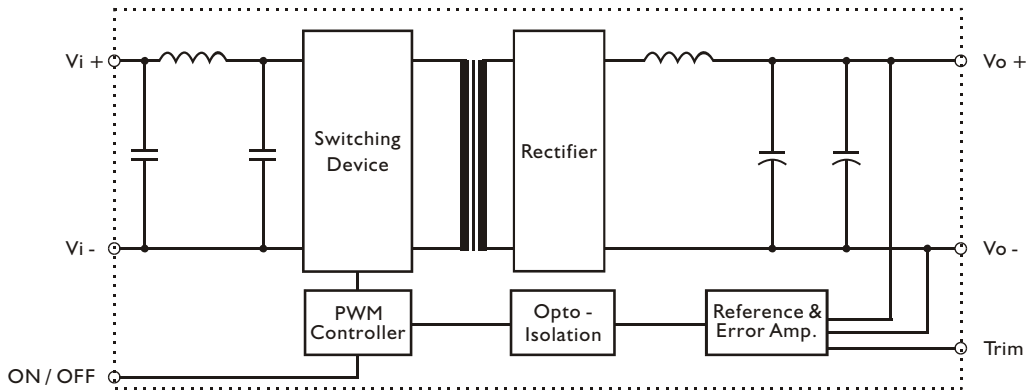 Vi +
Vo +
Switching
Device
Rectifier
Vi -
Vo -
PWM
Controller
Opto -
Isolation
Reference &
Error Amp.
Trim
ON / OFF